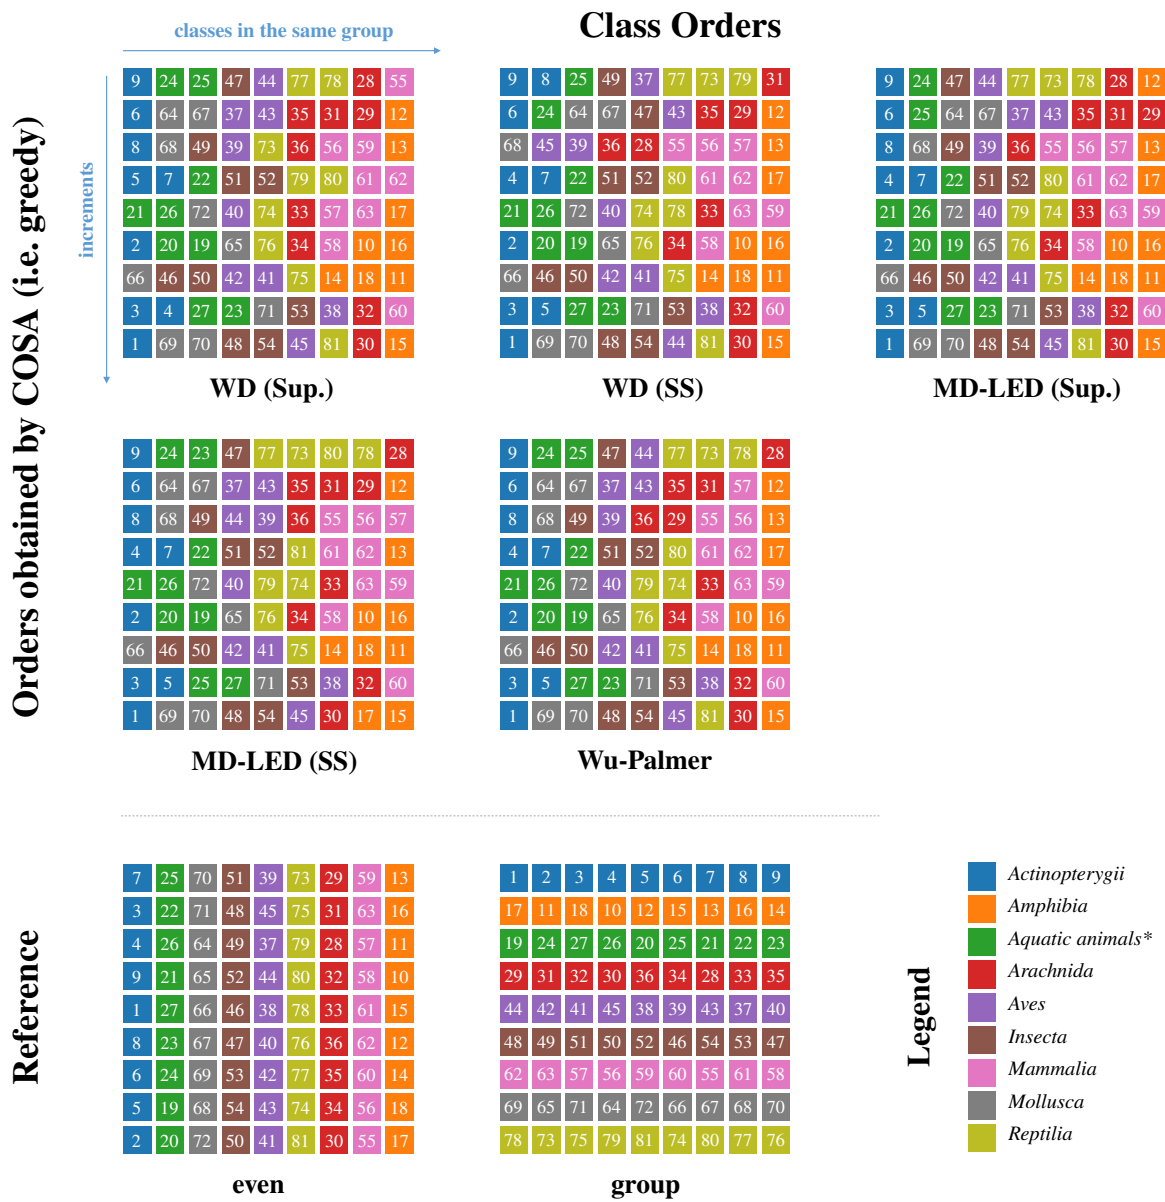 Class Orders
classes in the same group
increments
Orders obtained by COSA (i.e. greedy)
9 24 25 47 44 77 78 28 55
6 64 67 37 43 35 31 29 12
8 68 49 39 73 36 56 59 13
5 7 22 51 52 79 80 61 62
21 26 72 40 74 33 57 63 17
2 20 19 65 76 34 58 10 16
66 46 50 42 41 75 14 18 11
3 4 27 23 71 53 38 32 60
1 69 70 48 54 45 81 30 15
WD (Sup.)
9 8 25 49 37 77 73 79 31
6 24 64 67 47 43 35 29 12
68 45 39 36 28 55 56 57 13
4 7 22 51 52 80 61 62 17
21 26 72 40 74 78 33 63 59
2 20 19 65 76 34 58 10 16
66 46 50 42 41 75 14 18 11
3 5 27 23 71 53 38 32 60
1 69 70 48 54 44 81 30 15
WD (SS)
9 24 47 44 77 73 78 28 12
6 25 64 67 37 43 35 31 29
8 68 49 39 36 55 56 57 13
4 7 22 51 52 80 61 62 17
21 26 72 40 79 74 33 63 59
2 20 19 65 76 34 58 10 16
66 46 50 42 41 75 14 18 11
3 5 27 23 71 53 38 32 60
1 69 70 48 54 45 81 30 15
MD-LED (Sup.)
9 24 23 47 77 73 80 78 28
6 64 67 37 43 35 31 29 12
8 68 49 44 39 36 55 56 57
4 7 22 51 52 81 61 62 13
21 26 72 40 79 74 33 63 59
2 20 19 65 76 34 58 10 16
66 46 50 42 41 75 14 18 11
3 5 25 27 71 53 38 32 60
1 69 70 48 54 45 30 17 15
MD-LED (SS)
9 24 25 47 44 77 73 78 28
6 64 67 37 43 35 31 57 12
8 68 49 39 36 29 55 56 13
4 7 22 51 52 80 61 62 17
21 26 72 40 79 74 33 63 59
2 20 19 65 76 34 58 10 16
66 46 50 42 41 75 14 18 11
3 5 27 23 71 53 38 32 60
1 69 70 48 54 45 81 30 15
Wu-Palmer
Reference
7 25 70 51 39 73 29 59 13
3 22 71 48 45 75 31 63 16
4 26 64 49 37 79 28 57 11
9 21 65 52 44 80 32 58 10
1 27 66 46 38 78 33 61 15
8 23 67 47 40 76 36 62 12
6 24 69 53 42 77 35 60 14
5 19 68 54 43 74 34 56 18
2 20 72 50 41 81 30 55 17
even
1 2 3 4 5 6 7 8 9
17 11 18 10 12 15 13 16 14
19 24 27 26 20 25 21 22 23
29 31 32 30 36 34 28 33 35
44 42 41 45 38 39 43 37 40
48 49 51 50 52 46 54 53 47
62 63 57 56 59 60 55 61 58
69 65 71 64 72 66 67 68 70
78 73 75 79 81 74 80 77 76
group
Legend
Actinopterygii
Amphibia
Aquatic animals*
Arachnida
Aves
Insecta
Mammalia
Mollusca
Reptilia